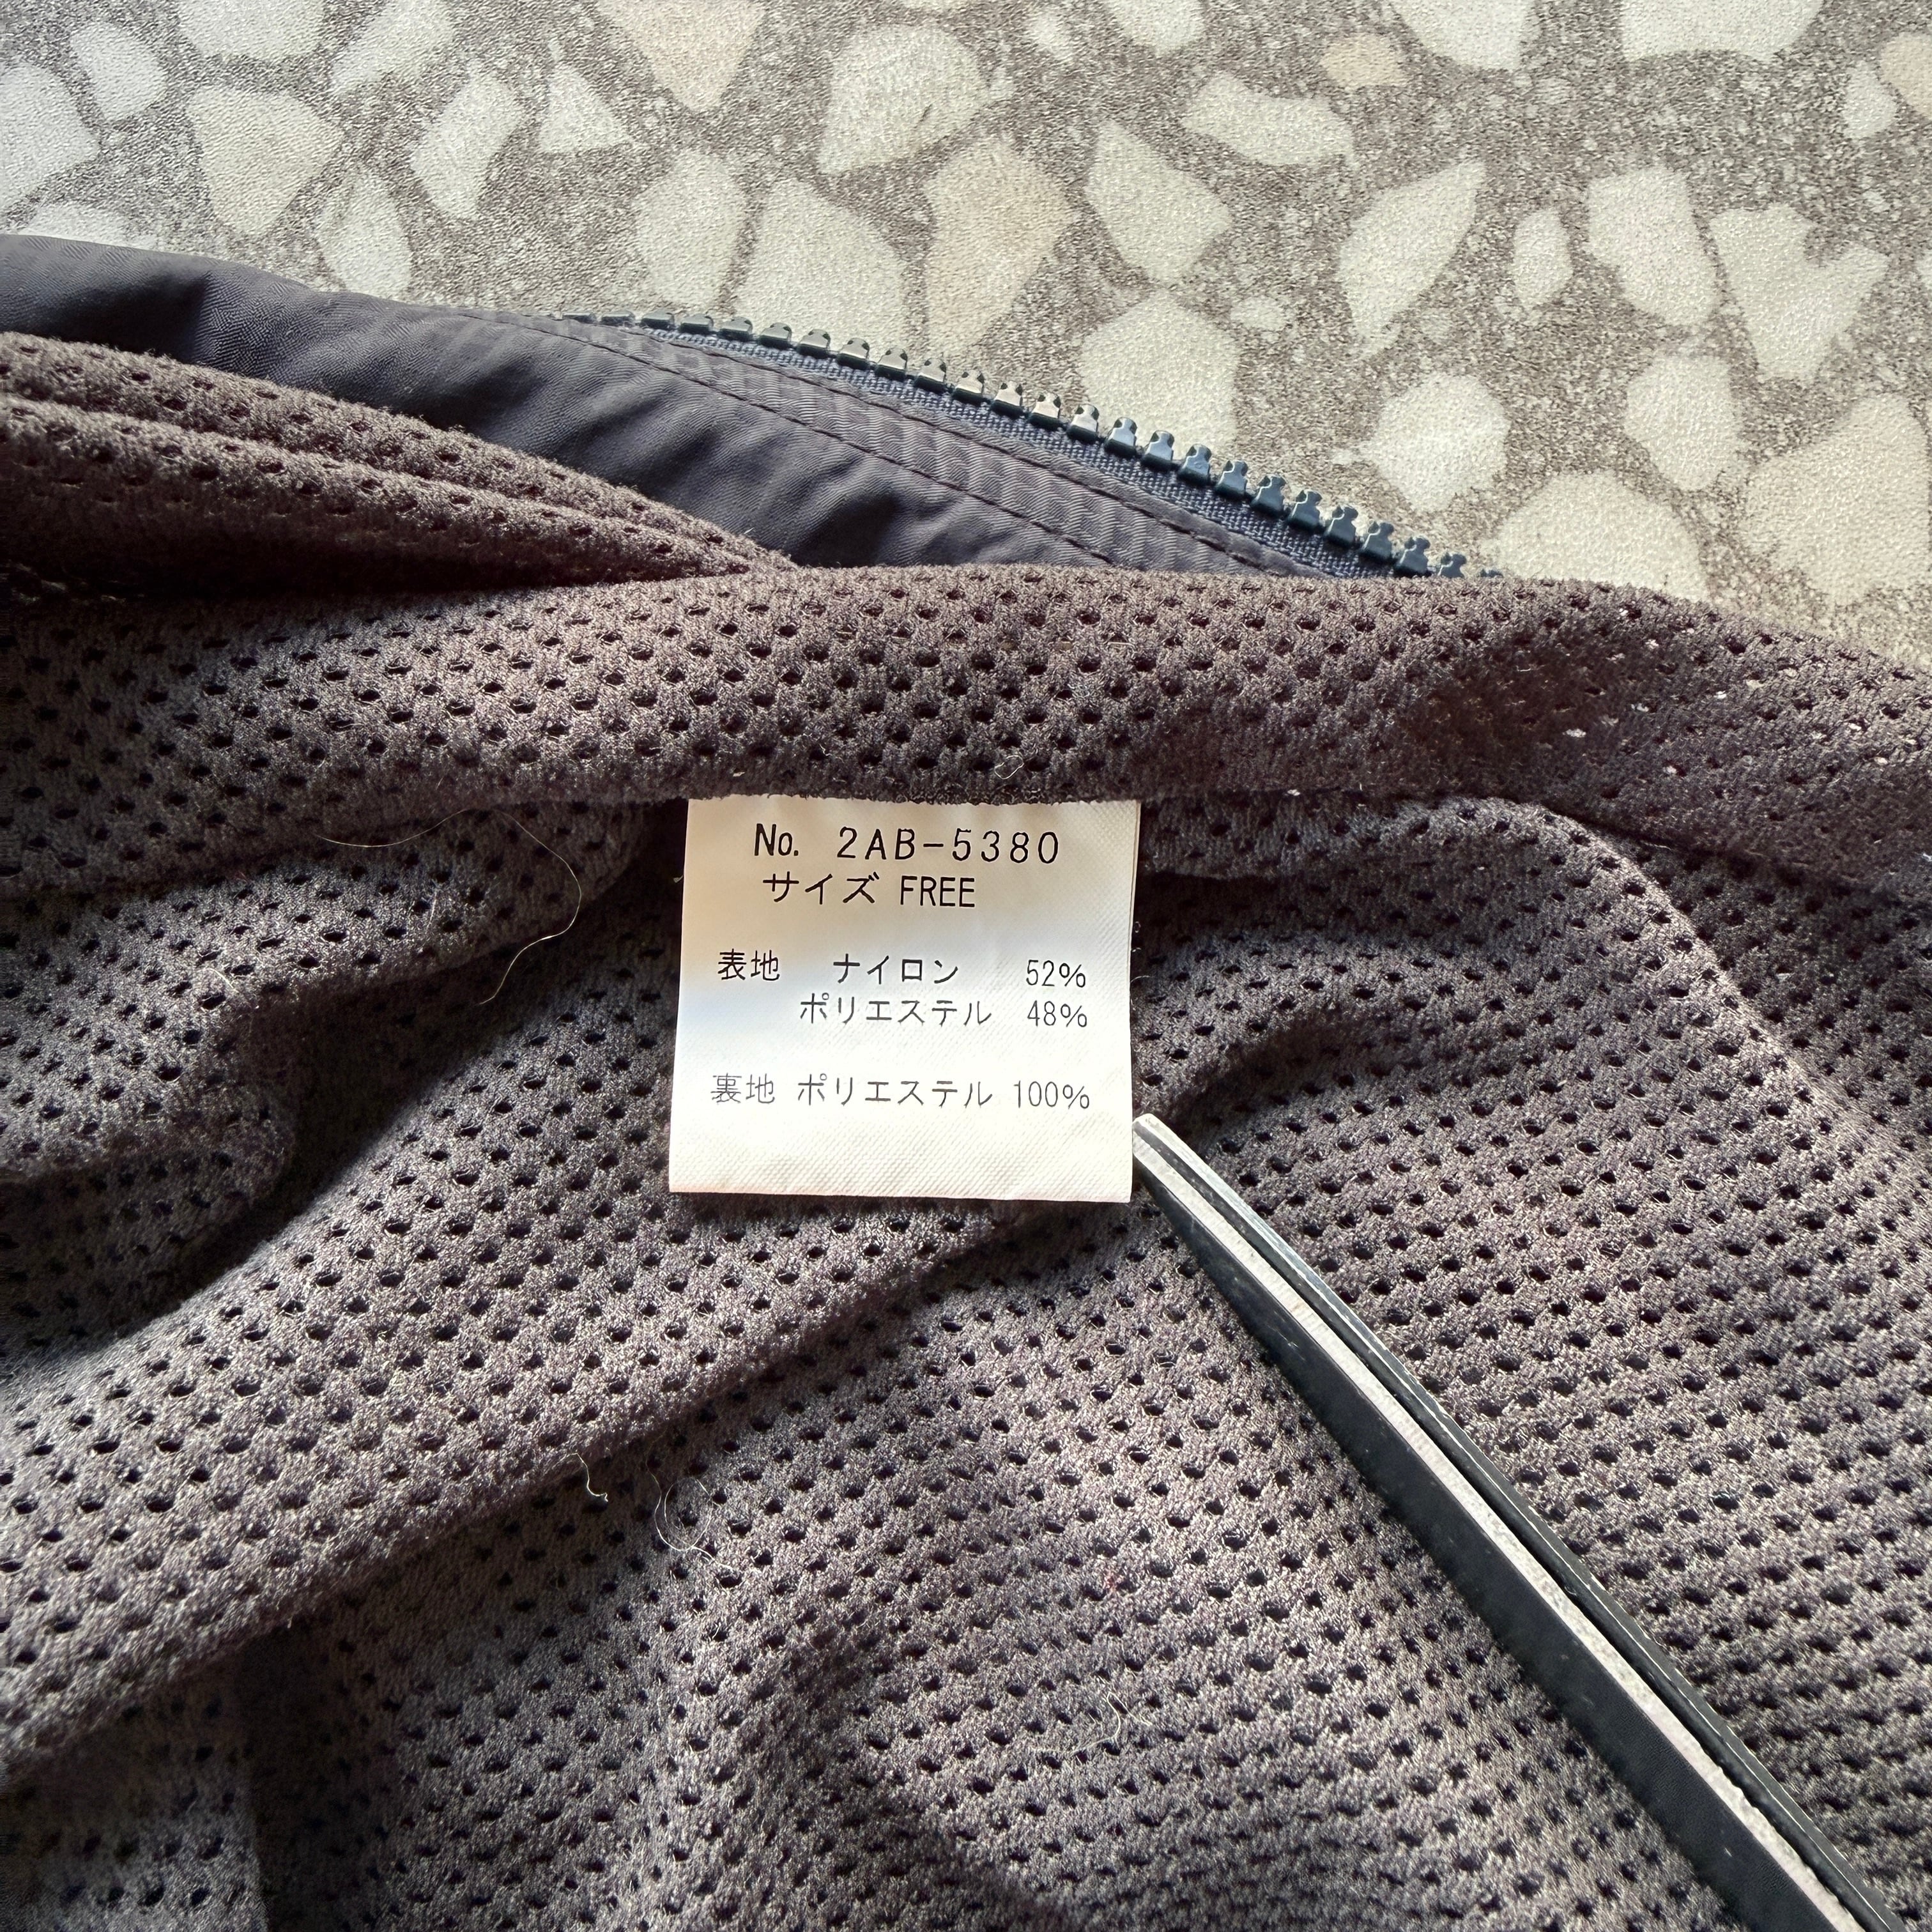 No. 2AB-5380
サイズ FREE
表地 ナイロン 52%
ポリエステル 48%
裏地 ポリエステル 100%